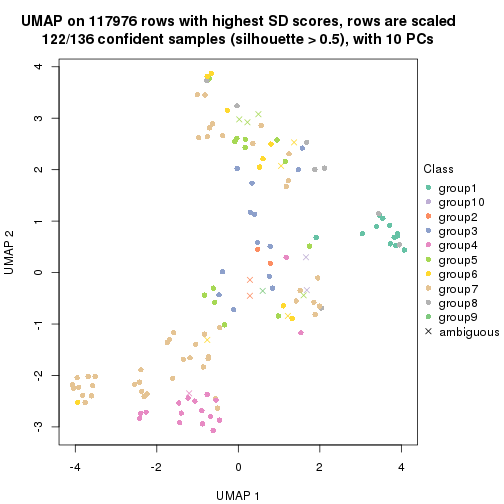 UMAP on 117976 rows with highest SD scores, rows are scaled
122/136 confident samples (silhouette > 0.5), with 10 PCs
UMAP 2
4
3
2
1
0
-1
-2
-3
-4
-2
0
2
4
UMAP 1
Class
group1
group10
group2
group3
group4
group5
group6
group7
group8
group9
ambiguous